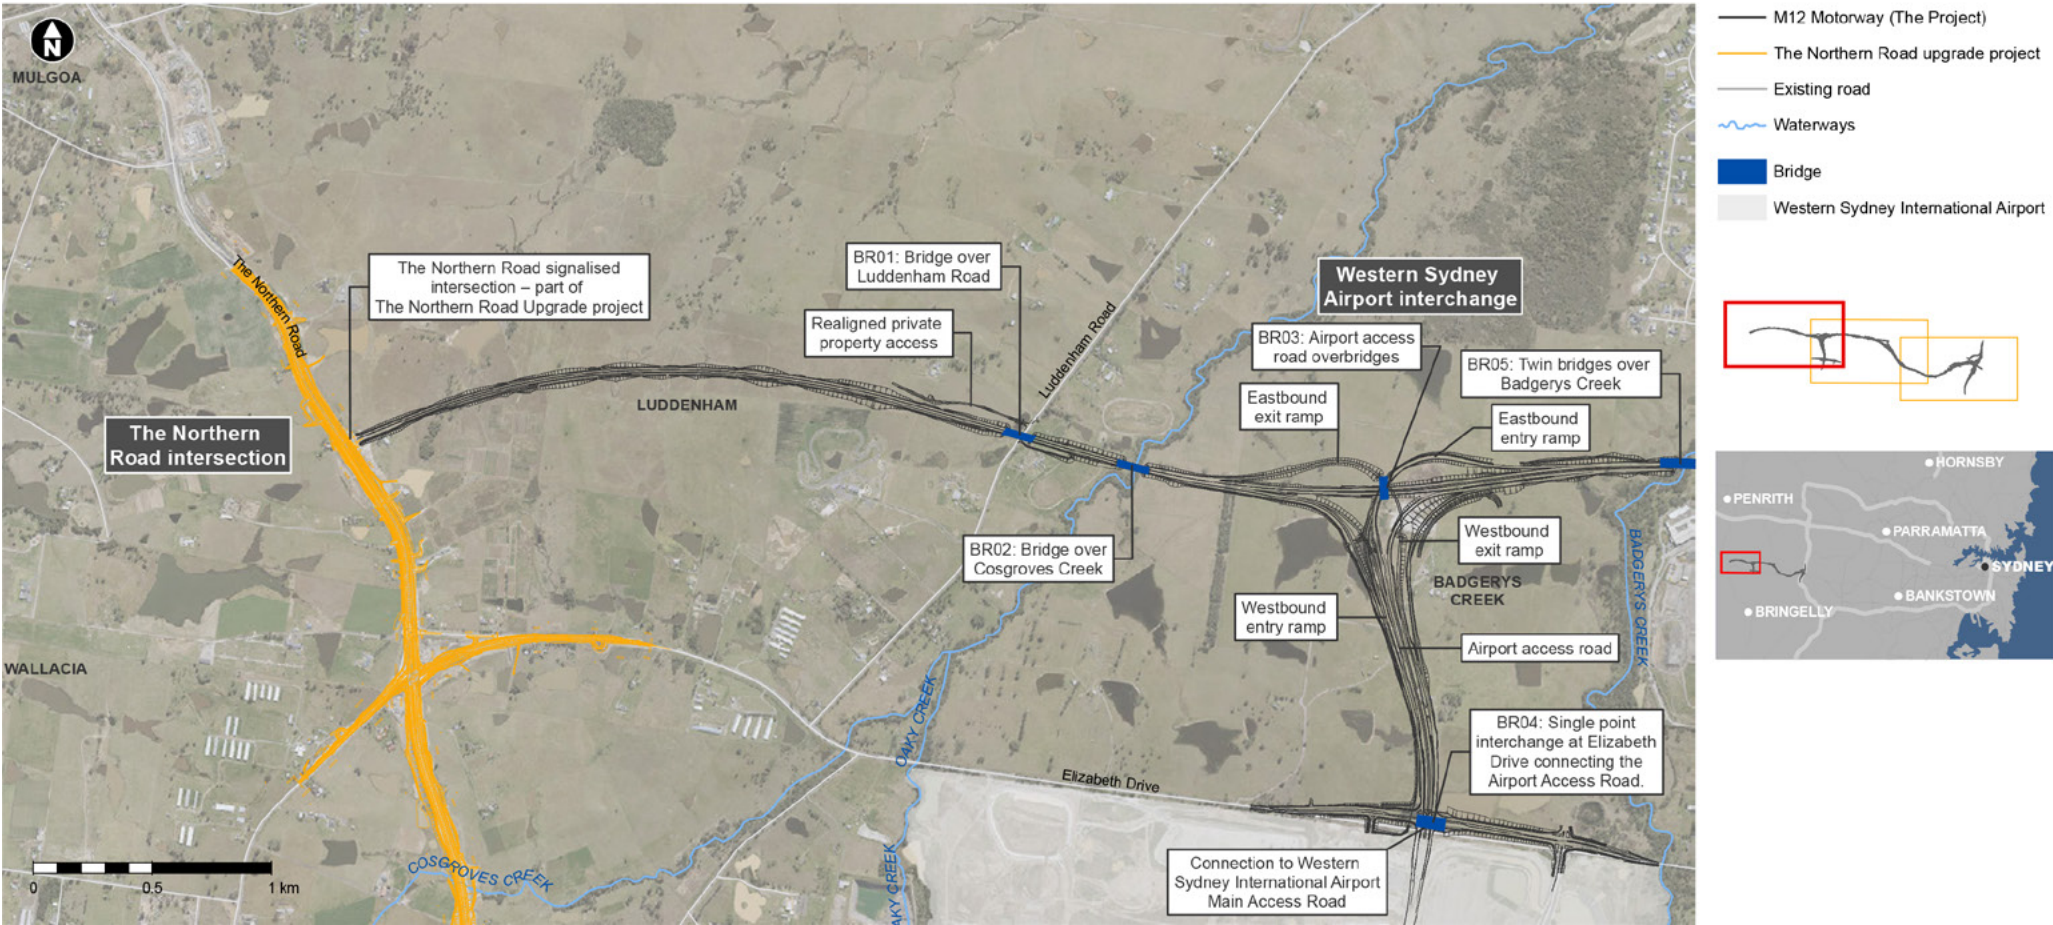 N
MULGOA
The Northern Road
The Northern Road signalised
intersection – part of
The Northern Road Upgrade project
BR01: Bridge over
Luddenham Road
Realigned private
property access
Luddenham Road
LUDDENHAM
The Northern
Road intersection
Western Sydney
Airport interchange
BR03: Airport access
road overbridges
BR05: Twin bridges over
Badgerys Creek
Eastbound
exit ramp
Eastbound
entry ramp
BR02: Bridge over
Cosgroves Creek
Westbound
exit ramp
BADGERYS
CREEK
BADGERYS CREEK
Westbound
entry ramp
Airport access road
WALLACIA
OAKY CREEK
Elizabeth Drive
BR04: Single point
interchange at Elizabeth
Drive connecting the
Airport Access Road.
COSGROVES CREEK
OAKY CREEK
Connection to Western
Sydney International Airport
Main Access Road
0 0.5 1 km
M12 Motorway (The Project)
The Northern Road upgrade project
Existing road
Waterways
Bridge
Western Sydney International Airport
HORNSBY
PENRITH
PARRAMATTA
SYDNEY
BANKSTOWN
BRINGELLY